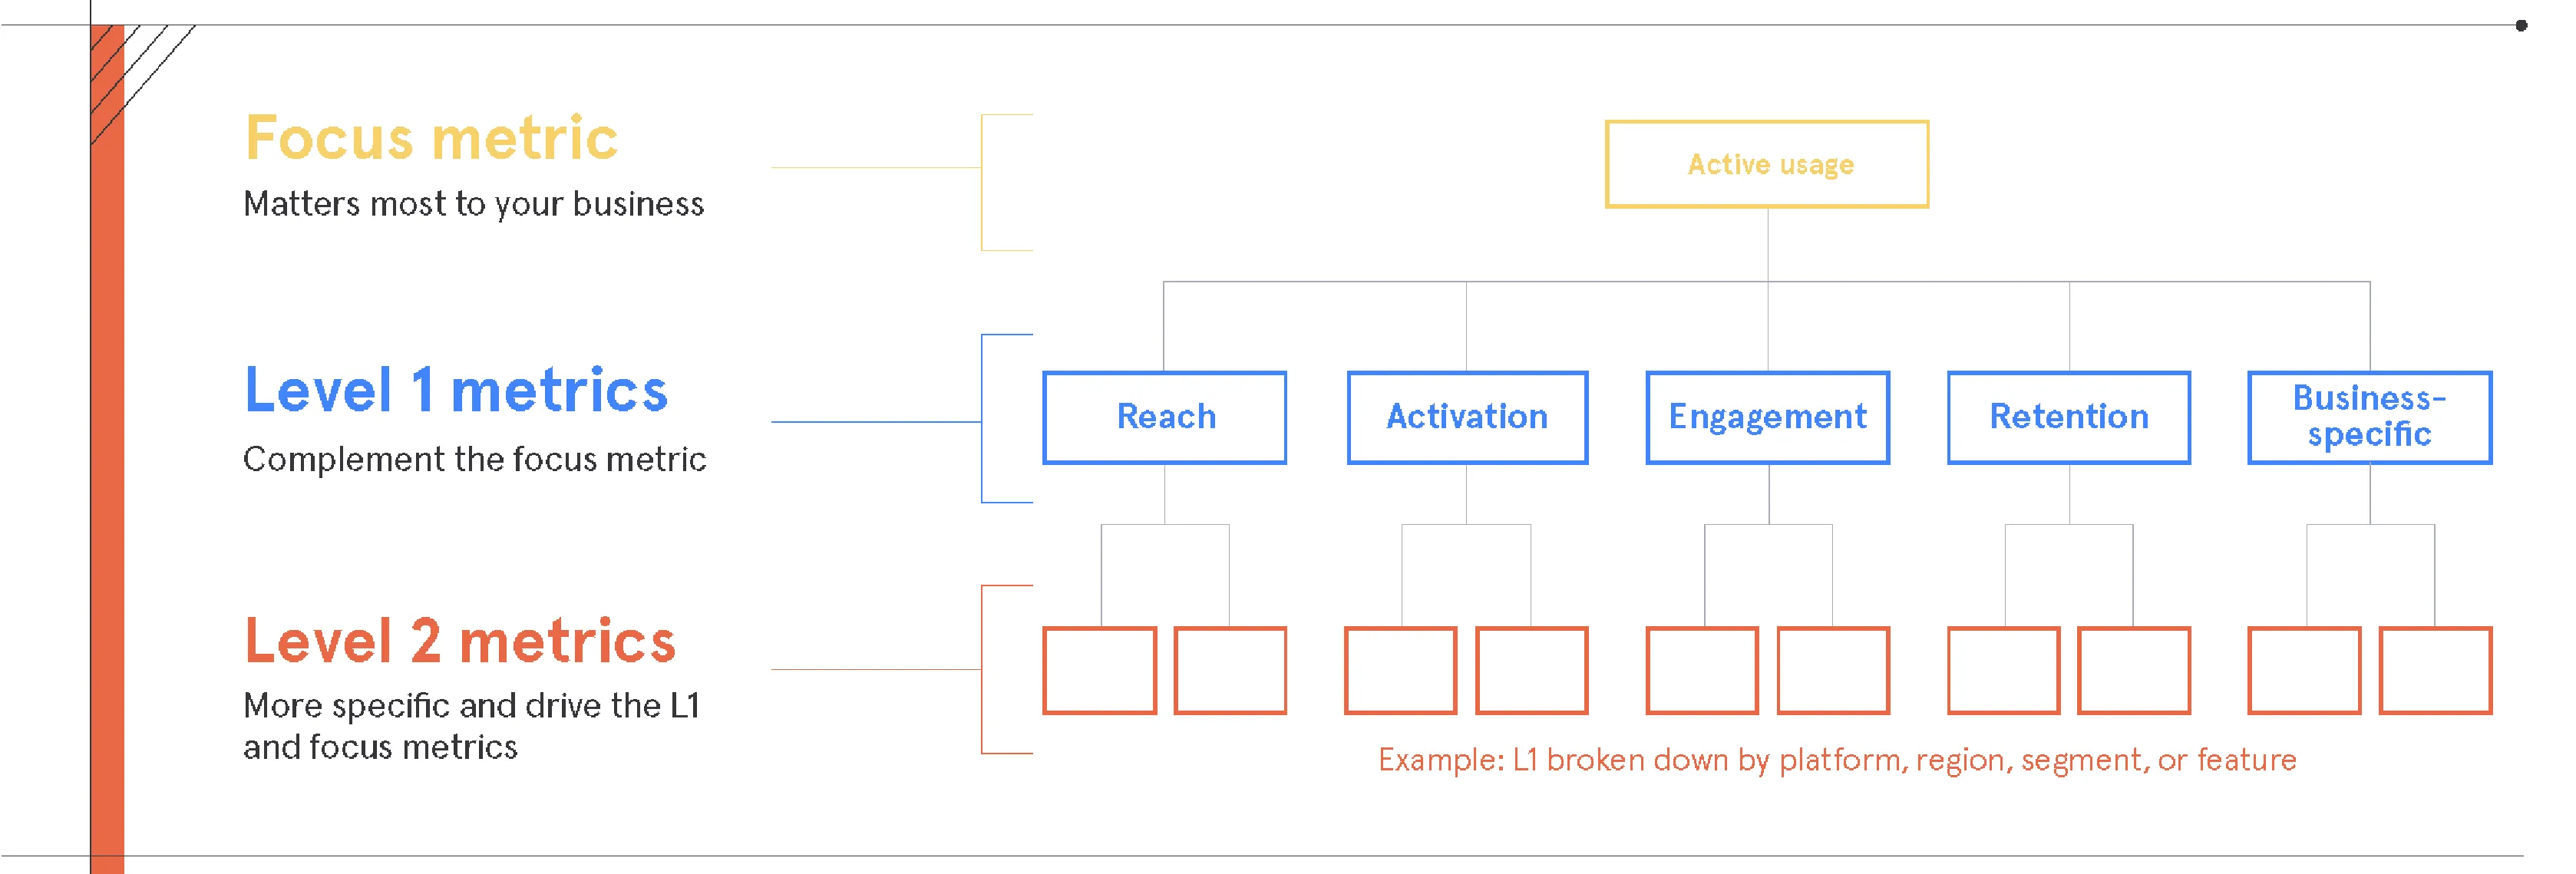 Focus metric
Matters most to your business
Active usage
Level 1 metrics
Complement the focus metric
Reach
Activation
Engagement
Retention
Business-
specific
Level 2 metrics
More specific and drive the L1
and focus metrics
Example: L1 broken down by platform, region, segment, or feature